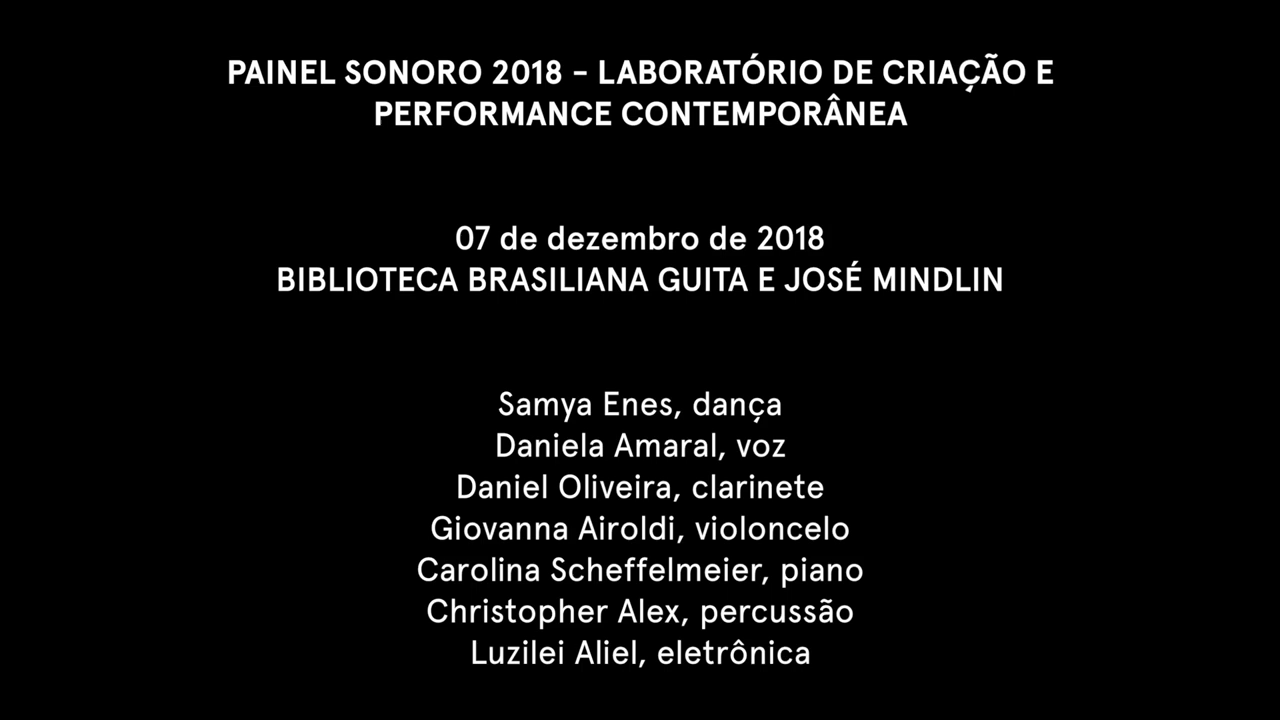 PAINEL SONORO 2018 – LABORATÓRIO DE CRIAÇÃO E
PERFORMANCE CONTEMPORÂNEA
07 de dezembro de 2018
BIBLIOTECA BRASILIANA GUITA E JOSÉ MINDLIN
Samya Enes, dança
Daniela Amaral, voz
Daniel Oliveira, clarinete
Giovanna Airoldi, violoncelo
Carolina Scheffelmeier, piano
Christopher Alex, percussão
Luzilei Aliel, eletrônica